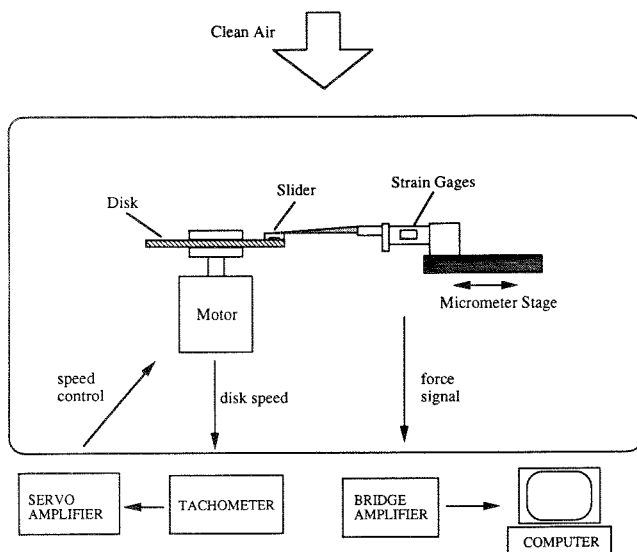 Clean Air
Strain Gages
Slider
Disk
Micrometer Stage
Motor
speed
control
disk speed
force
signal
SERVO
AMPLIFIER
TACHOMETER
BRIDGE
AMPLIFIER
COMPUTER